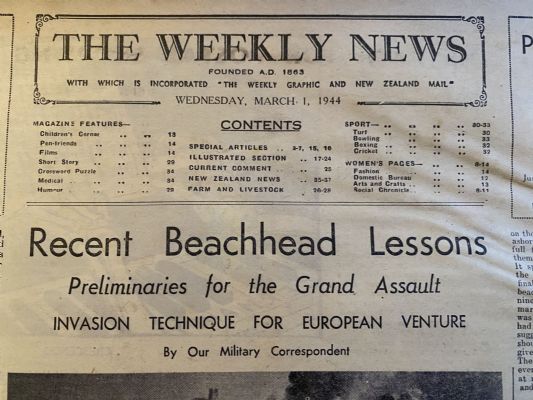 THE WEEKLY NEWS
FOUNDED A.D. 1863
WITH WHICH IS INCORPORATED "THE WEEKLY GRAPHIC AND NEW ZEALAND MAIL"
WEDNESDAY, MARCH 1, 1944
CONTENTS
MAGAZINE FEATURES—
Children's Corner .. .. 13
Pen-friends .. .. 14
Films .. .. 14
Short Story .. .. 29
Crossword Puzzle .. .. 34
Medical .. .. 34
Humour .. .. 29
SPECIAL ARTICLES .. 3-7, 15, 16
ILLUSTRATED SECTION .. 17-24
CURRENT COMMENT .. .. 25
NEW ZEALAND NEWS .. 35-37
FARM AND LIVESTOCK .. 26-28
SPORT— .. .. .. 30-33
Turf .. .. .. 30
Bowling .. .. .. 33
Boxing .. .. .. 32
Cricket .. .. .. 32
WOMEN'S PAGES— .. .. 8-14
Fashion .. .. .. 14
Domestic Bureau .. .. 12
Arts and Crafts .. .. 13
Social Chronicle .. .. 8-11
Recent Beachhead Lessons
Preliminaries for the Grand Assault
INVASION TECHNIQUE FOR EUROPEAN VENTURE
By Our Military Correspondent